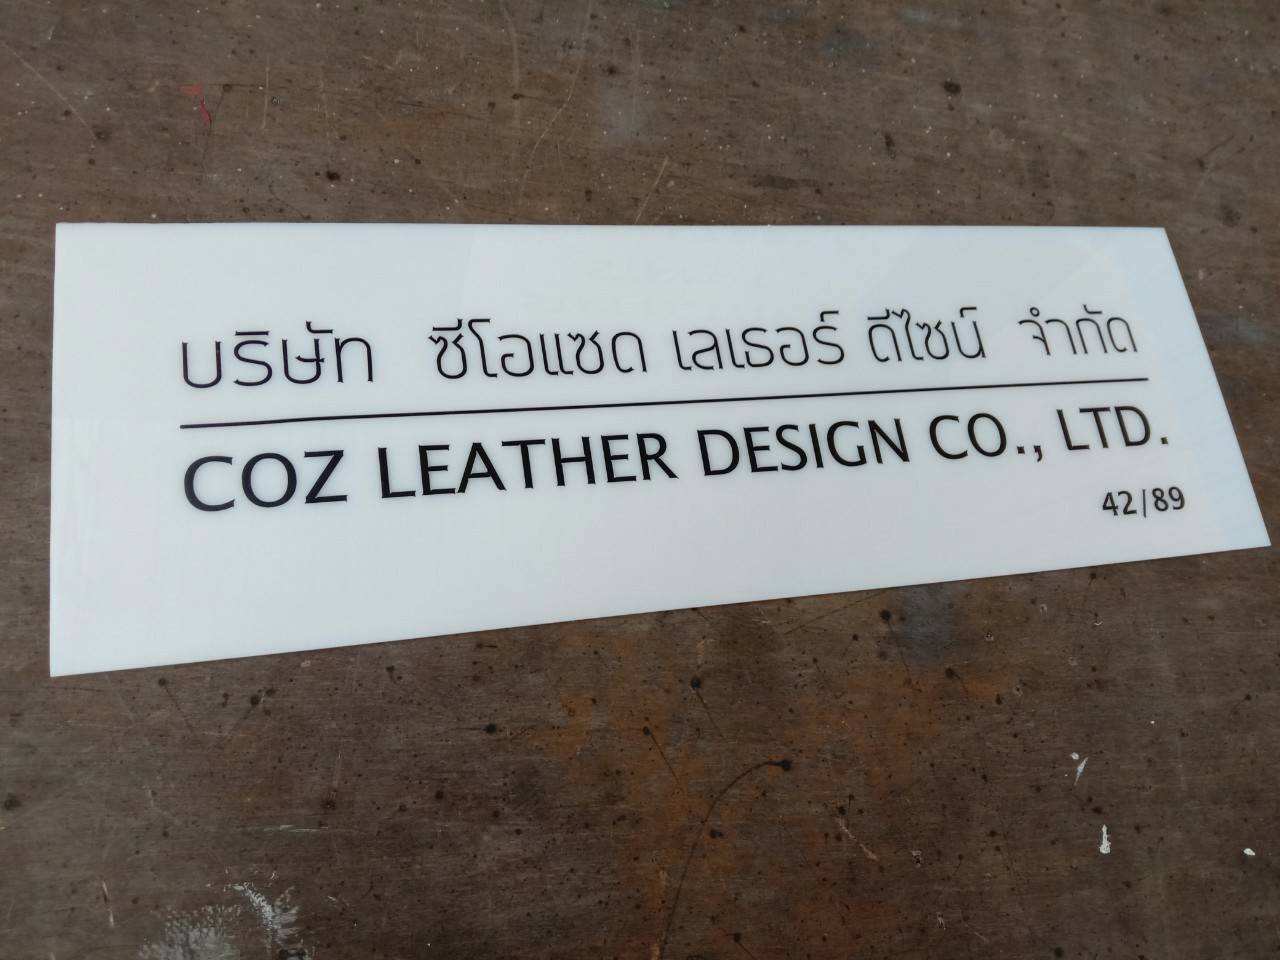 บริษัท ซีโอแซด เลเธอร์ ดีไซน์ จำกัด
COZ LEATHER DESIGN CO., LTD.
42/89